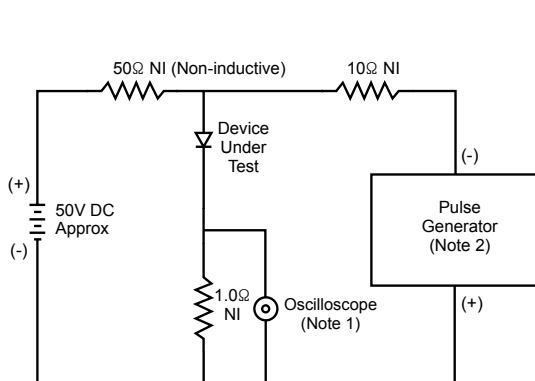 50Ω NI (Non-inductive)
10Ω NI
Device
Under
Test
(-)
(+)
50V DC
Approx
(-)
Pulse
Generator
(Note 2)
1.0Ω
NI
Oscilloscope
(Note 1)
(+)